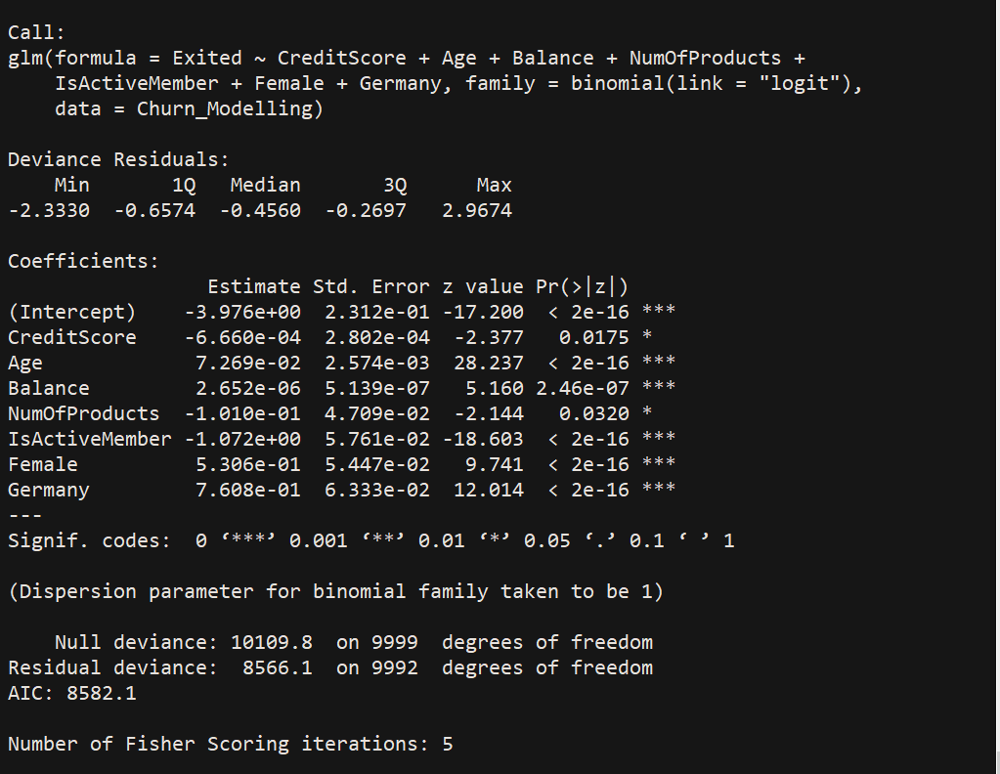 Call:
glm(formula = Exited ~ CreditScore + Age + Balance + NumOfProducts +
    IsActiveMember + Female + Germany, family = binomial(link = "logit"),
    data = Churn_Modelling)

Deviance Residuals:
    Min       1Q   Median       3Q      Max
-2.3330  -0.6574  -0.4560  -0.2697   2.9674

Coefficients:
                 Estimate Std. Error z value Pr(>|z|)
(Intercept)    -3.976e+00  2.312e-01 -17.200  < 2e-16 ***
CreditScore    -6.660e-04  2.802e-04  -2.377   0.0175 *
Age             7.269e-02  2.574e-03  28.237  < 2e-16 ***
Balance         2.652e-06  5.139e-07   5.160 2.46e-07 ***
NumOfProducts  -1.010e-01  4.709e-02  -2.144   0.0320 *
IsActiveMember -1.072e+00  5.761e-02 -18.603  < 2e-16 ***
Female          5.306e-01  5.447e-02   9.741  < 2e-16 ***
Germany         7.608e-01  6.333e-02  12.014  < 2e-16 ***
---
Signif. codes:  0 ‘***’ 0.001 ‘**’ 0.01 ‘*’ 0.05 ‘.’ 0.1 ‘ ’ 1

(Dispersion parameter for binomial family taken to be 1)

    Null deviance: 10109.8  on 9999  degrees of freedom
Residual deviance:  8566.1  on 9992  degrees of freedom
AIC: 8582.1

Number of Fisher Scoring iterations: 5